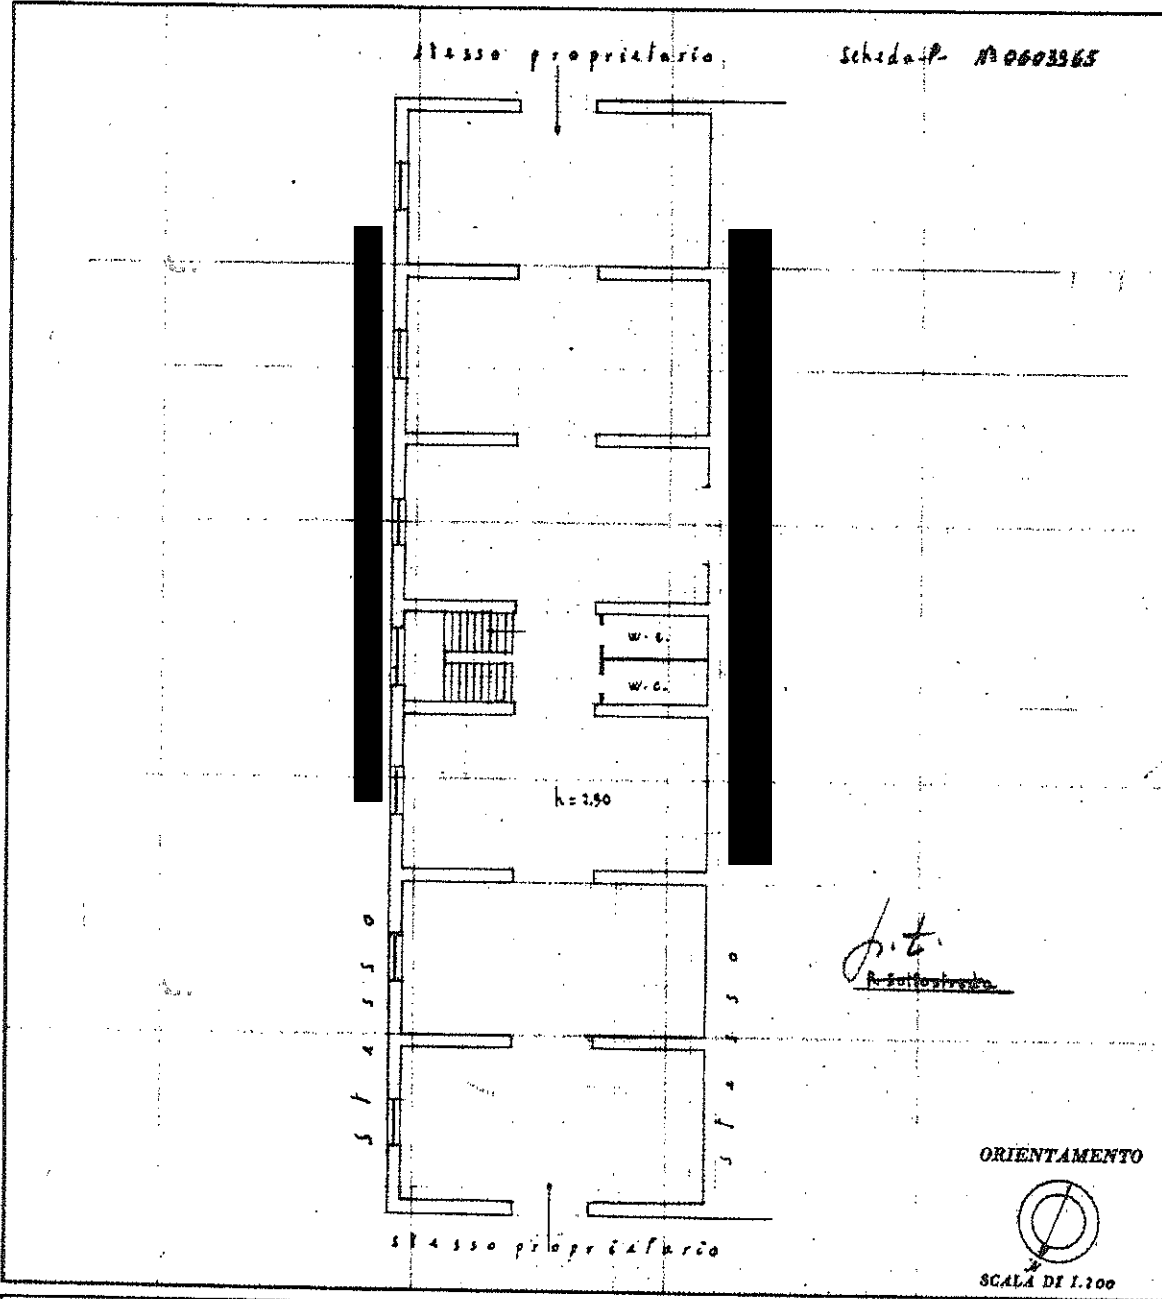 stesso proprietario
Scheda P- N 0603365
w.c.
w.c.
h = 2,50
stesso
stesso
stesso proprietario
ORIENTAMENTO
N
SCALA DI 1.200